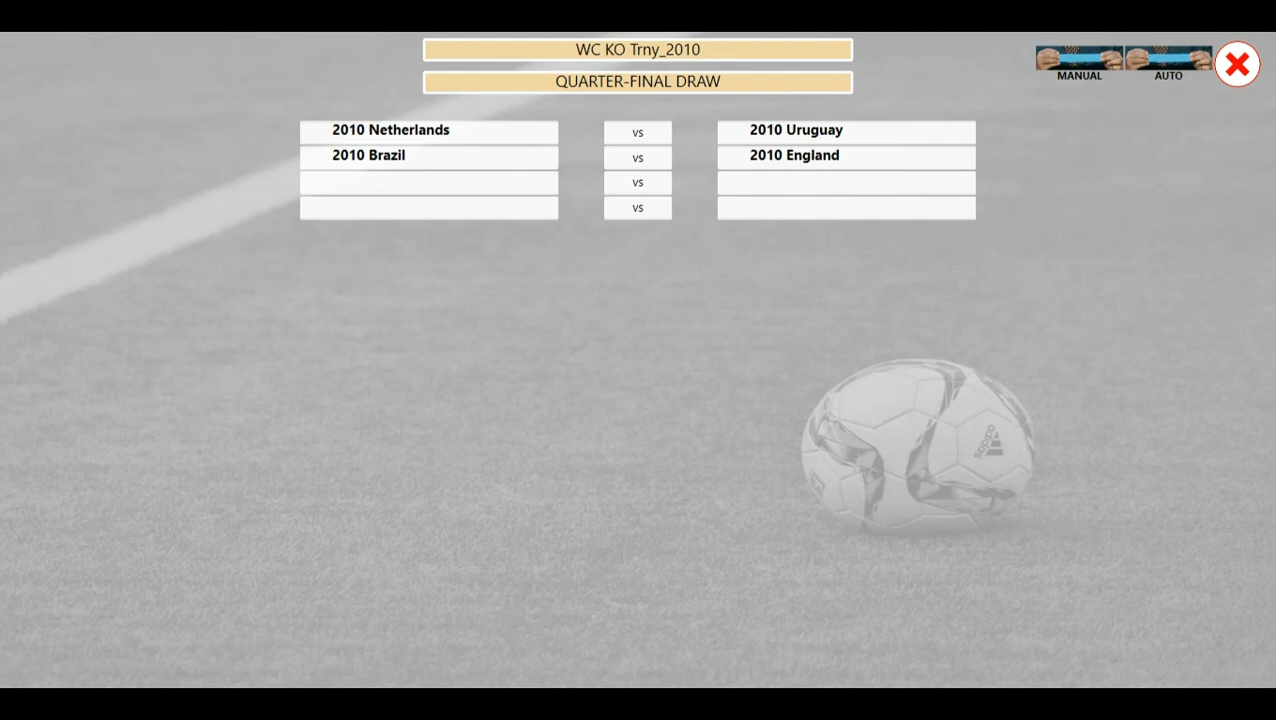 WC KO Trny_2010
QUARTER-FINAL DRAW
MANUAL AUTO
2010 Netherlands vs 2010 Uruguay
2010 Brazil vs 2010 England
vs
vs
adidas